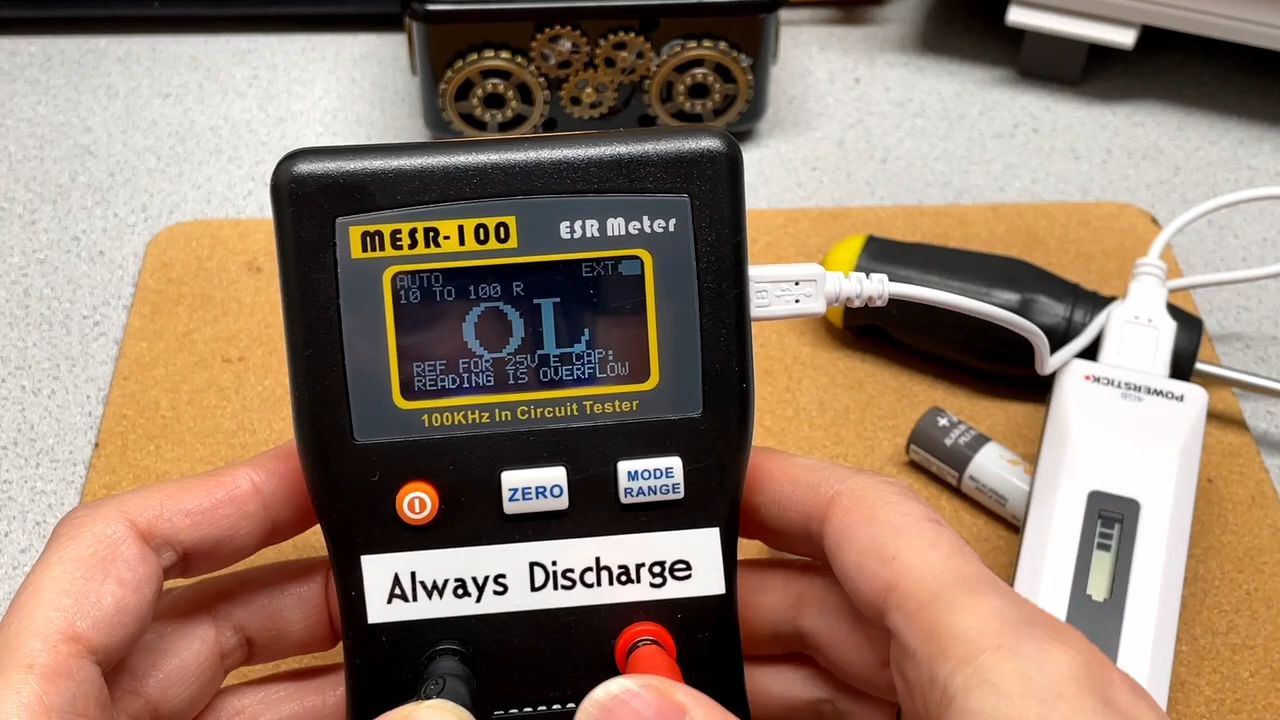 MESR-100
ESR Meter
AUTO
EXT
10 TO 100 R
OL
REF FOR 25V E CAP:
READING IS OVERFLOW
100KHz In Circuit Tester
ZERO
MODE
RANGE
Always Discharge
POWERSTICK+
4GB